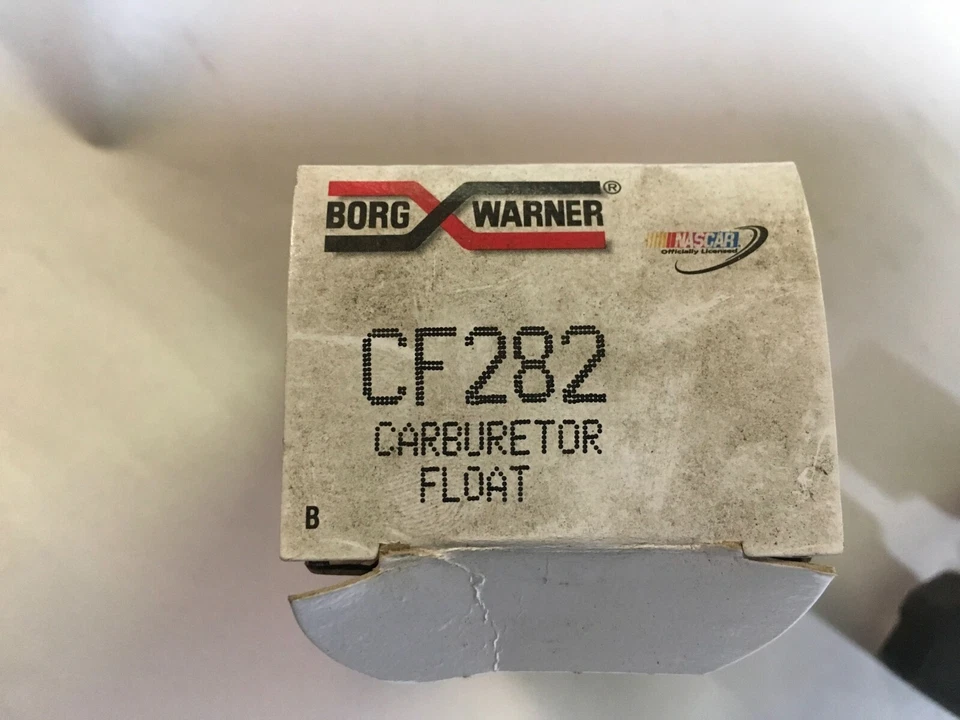 BORG WARNER ®
NASCAR
Officially Licensed
CF282
CARBURETOR
FLOAT
B